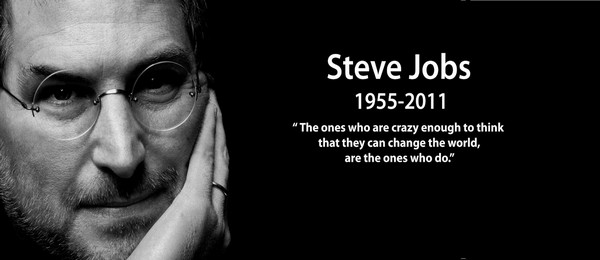 Steve Jobs
1955-2011
“ The ones who are crazy enough to think
that they can change the world,
are the ones who do.”